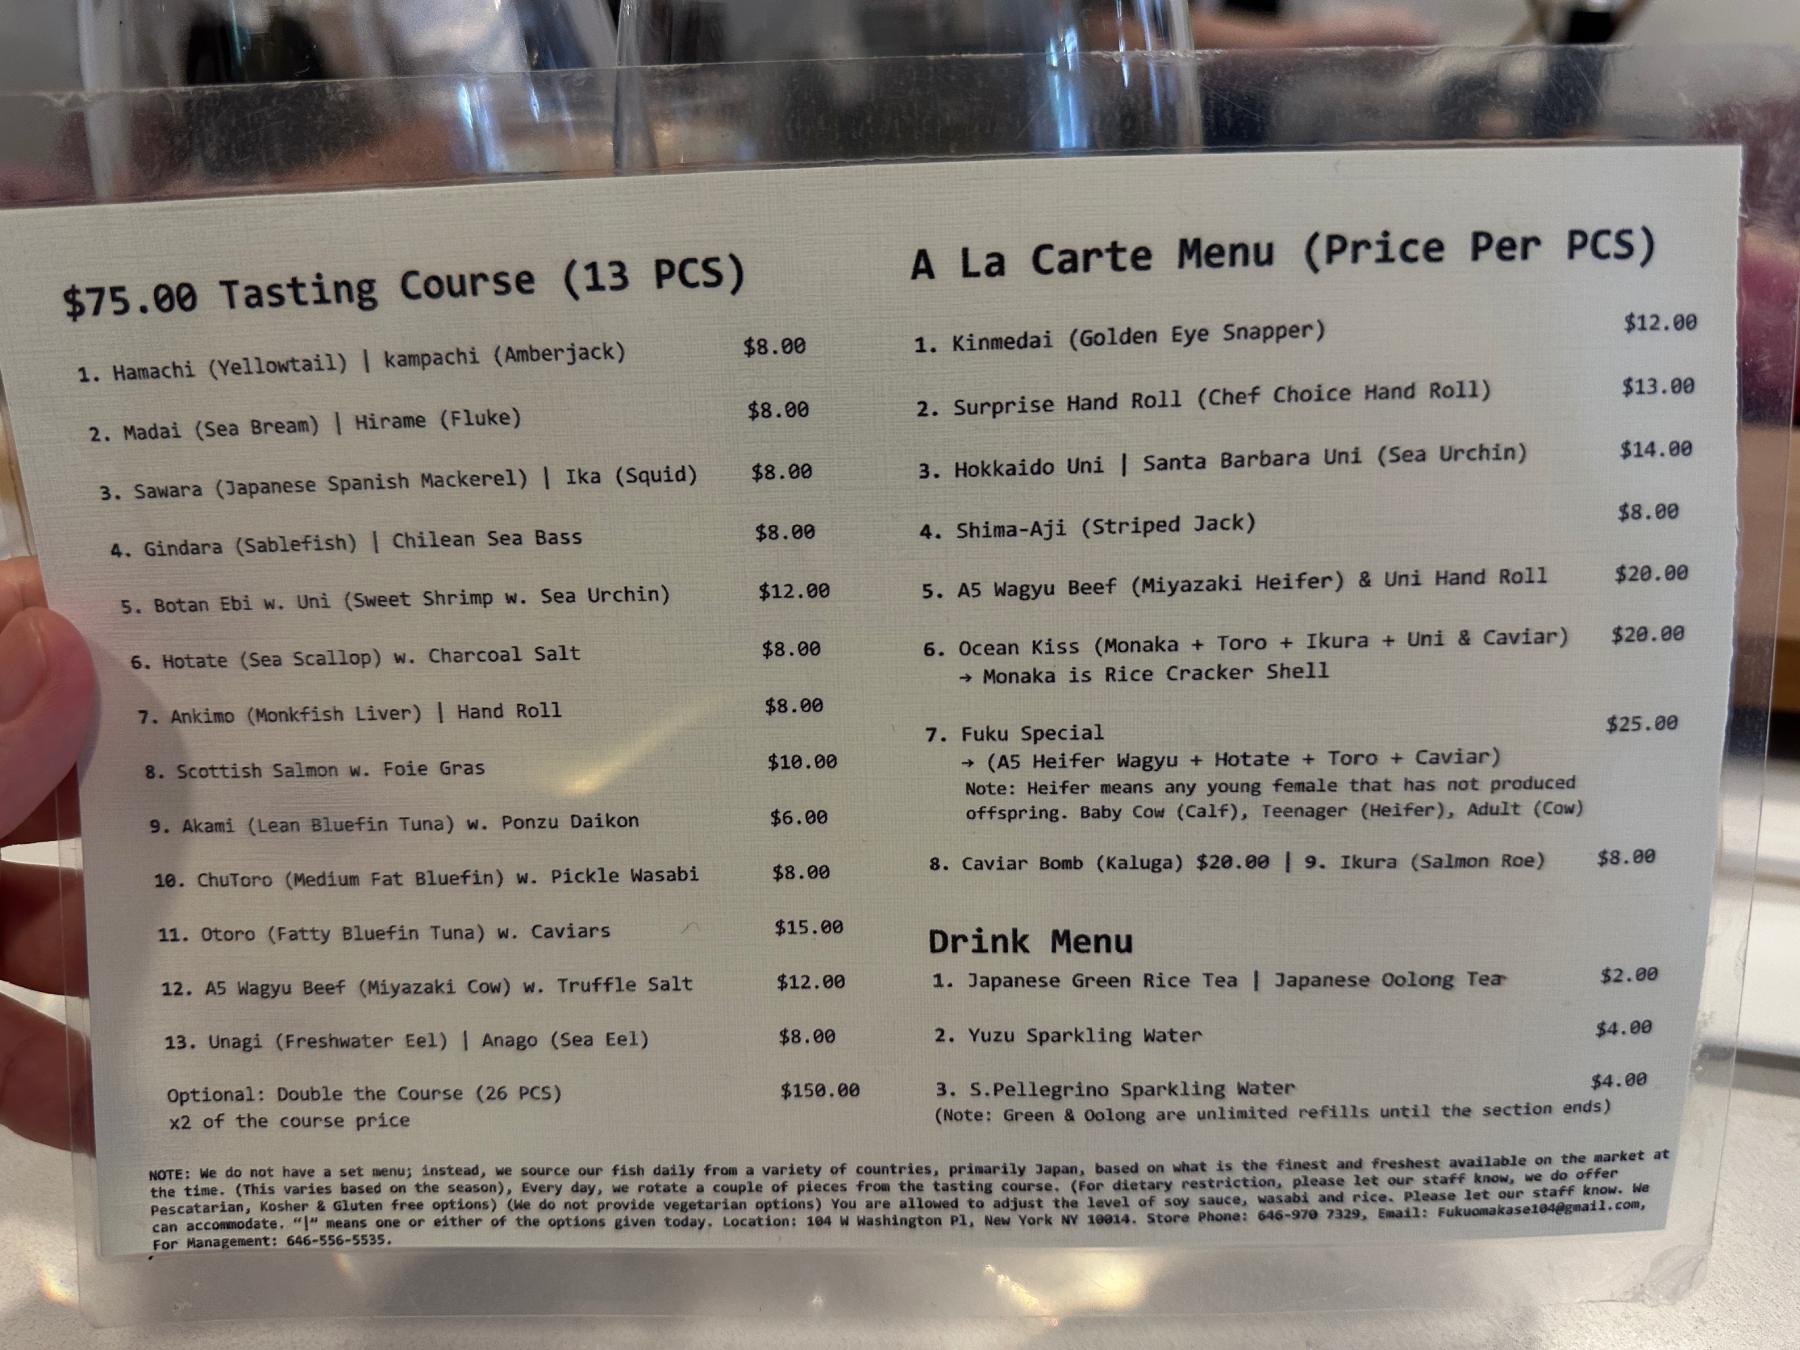 $75.00 Tasting Course (13 PCS)
1. Hamachi (Yellowtail) | kampachi (Amberjack) $8.00
2. Madai (Sea Bream) | Hirame (Fluke) $8.00
3. Sawara (Japanese Spanish Mackerel) | Ika (Squid) $8.00
4. Gindara (Sablefish) | Chilean Sea Bass $8.00
5. Botan Ebi w. Uni (Sweet Shrimp w. Sea Urchin) $12.00
6. Hotate (Sea Scallop) w. Charcoal Salt $8.00
7. Ankimo (Monkfish Liver) | Hand Roll $8.00
8. Scottish Salmon w. Foie Gras $10.00
9. Akami (Lean Bluefin Tuna) w. Ponzu Daikon $6.00
10. ChuToro (Medium Fat Bluefin) w. Pickle Wasabi $8.00
11. Otoro (Fatty Bluefin Tuna) w. Caviars $15.00
12. A5 Wagyu Beef (Miyazaki Cow) w. Truffle Salt $12.00
13. Unagi (Freshwater Eel) | Anago (Sea Eel) $8.00
Optional: Double the Course (26 PCS) $150.00
x2 of the course price
A La Carte Menu (Price Per PCS)
1. Kinmedai (Golden Eye Snapper) $12.00
2. Surprise Hand Roll (Chef Choice Hand Roll) $13.00
3. Hokkaido Uni | Santa Barbara Uni (Sea Urchin) $14.00
4. Shima-Aji (Striped Jack) $8.00
5. A5 Wagyu Beef (Miyazaki Heifer) & Uni Hand Roll $20.00
6. Ocean Kiss (Monaka + Toro + Ikura + Uni & Caviar) $20.00
→ Monaka is Rice Cracker Shell
7. Fuku Special $25.00
→ (A5 Heifer Wagyu + Hotate + Toro + Caviar)
Note: Heifer means any young female that has not produced
offspring. Baby Cow (Calf), Teenager (Heifer), Adult (Cow)
8. Caviar Bomb (Kaluga) $20.00 | 9. Ikura (Salmon Roe) $8.00
Drink Menu
1. Japanese Green Rice Tea | Japanese Oolong Tea $2.00
2. Yuzu Sparkling Water $4.00
3. S.Pellegrino Sparkling Water $4.00
(Note: Green & Oolong are unlimited refills until the section ends)
NOTE: We do not have a set menu; instead, we source our fish daily from a variety of countries, primarily Japan, based on what is the finest and freshest available on the market at
the time. (This varies based on the season), Every day, we rotate a couple of pieces from the tasting course. (For dietary restriction, please let our staff know, we do offer
Pescatarian, Kosher & Gluten free options) (We do not provide vegetarian options) You are allowed to adjust the level of soy sauce, wasabi and rice. Please let our staff know. We
can accommodate. “|” means one or either of the options given today. Location: 104 W Washington Pl, New York NY 10014. Store Phone: 646-970 7329, Email: Fukuomakase104@gmail.com,
For Management: 646-556-5535.